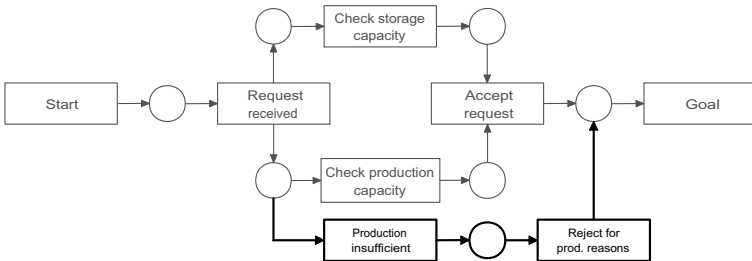 Check storage
capacity
Start
Request
received
Accept
request
Goal
Check production
capacity
Production
insufficient
Reject for
prod. reasons